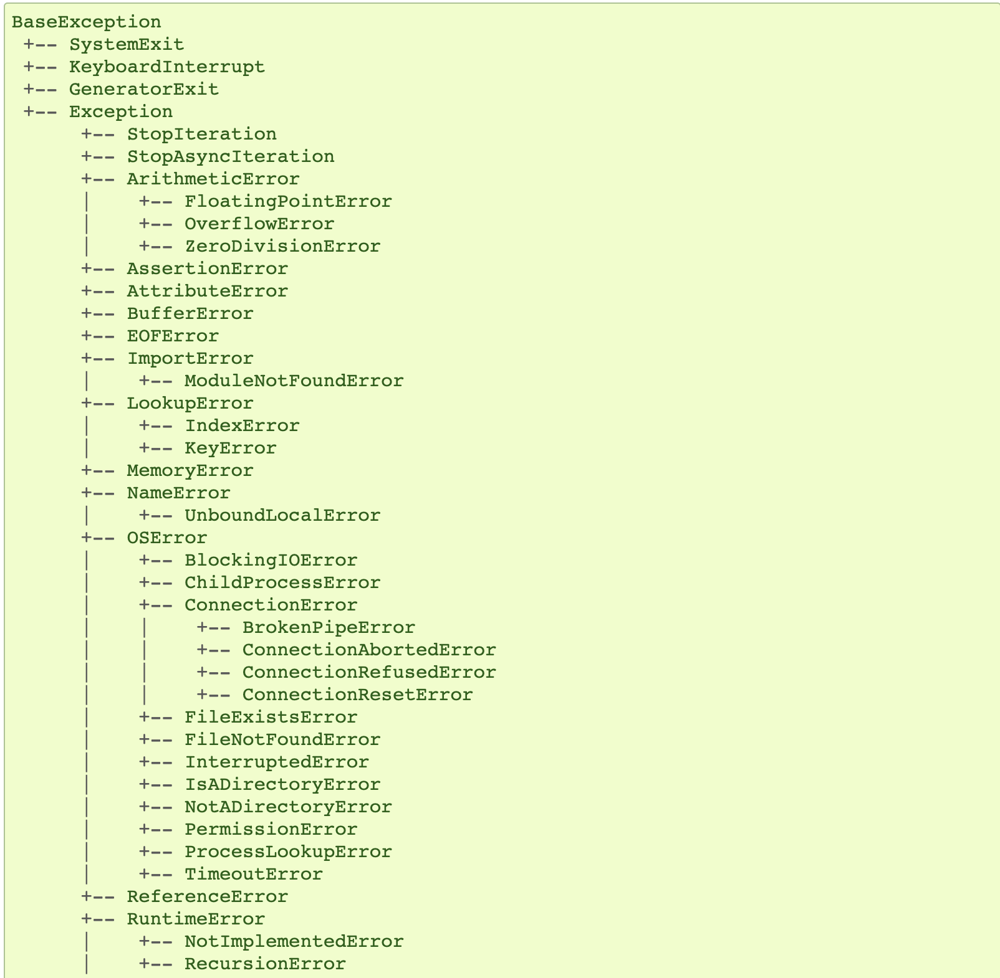 BaseException
 +-- SystemExit
 +-- KeyboardInterrupt
 +-- GeneratorExit
 +-- Exception
      +-- StopIteration
      +-- StopAsyncIteration
      +-- ArithmeticError
      |    +-- FloatingPointError
      |    +-- OverflowError
      |    +-- ZeroDivisionError
      +-- AssertionError
      +-- AttributeError
      +-- BufferError
      +-- EOFError
      +-- ImportError
      |    +-- ModuleNotFoundError
      +-- LookupError
      |    +-- IndexError
      |    +-- KeyError
      +-- MemoryError
      +-- NameError
      |    +-- UnboundLocalError
      +-- OSError
      |    +-- BlockingIOError
      |    +-- ChildProcessError
      |    +-- ConnectionError
      |    |    +-- BrokenPipeError
      |    |    +-- ConnectionAbortedError
      |    |    +-- ConnectionRefusedError
      |    |    +-- ConnectionResetError
      |    +-- FileExistsError
      |    +-- FileNotFoundError
      |    +-- InterruptedError
      |    +-- IsADirectoryError
      |    +-- NotADirectoryError
      |    +-- PermissionError
      |    +-- ProcessLookupError
      |    +-- TimeoutError
      +-- ReferenceError
      +-- RuntimeError
      |    +-- NotImplementedError
      |    +-- RecursionError